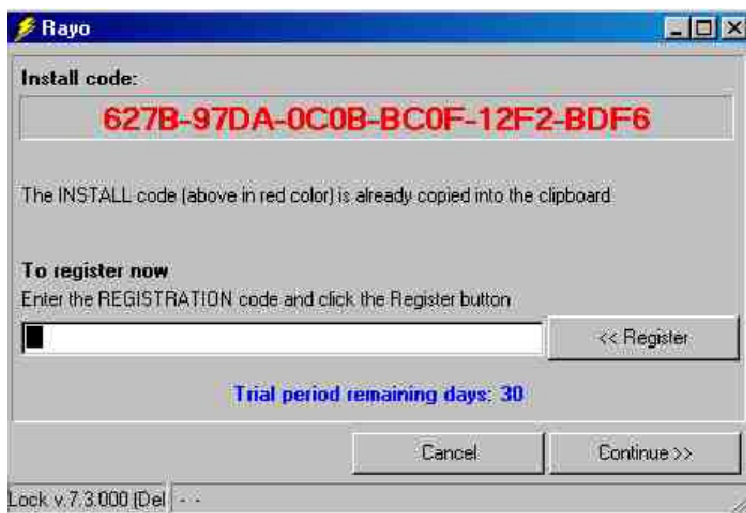 Rayo
Install code:
627B-97DA-0C0B-BC0F-12F2-BDF6
The INSTALL code (above in red color) is already copied into the clipboard
To register now
Enter the REGISTRATION code and click the Register button
<< Register
Trial period remaining days: 30
Cancel
Continue >>
Lock v.7.3.000 (Del - -